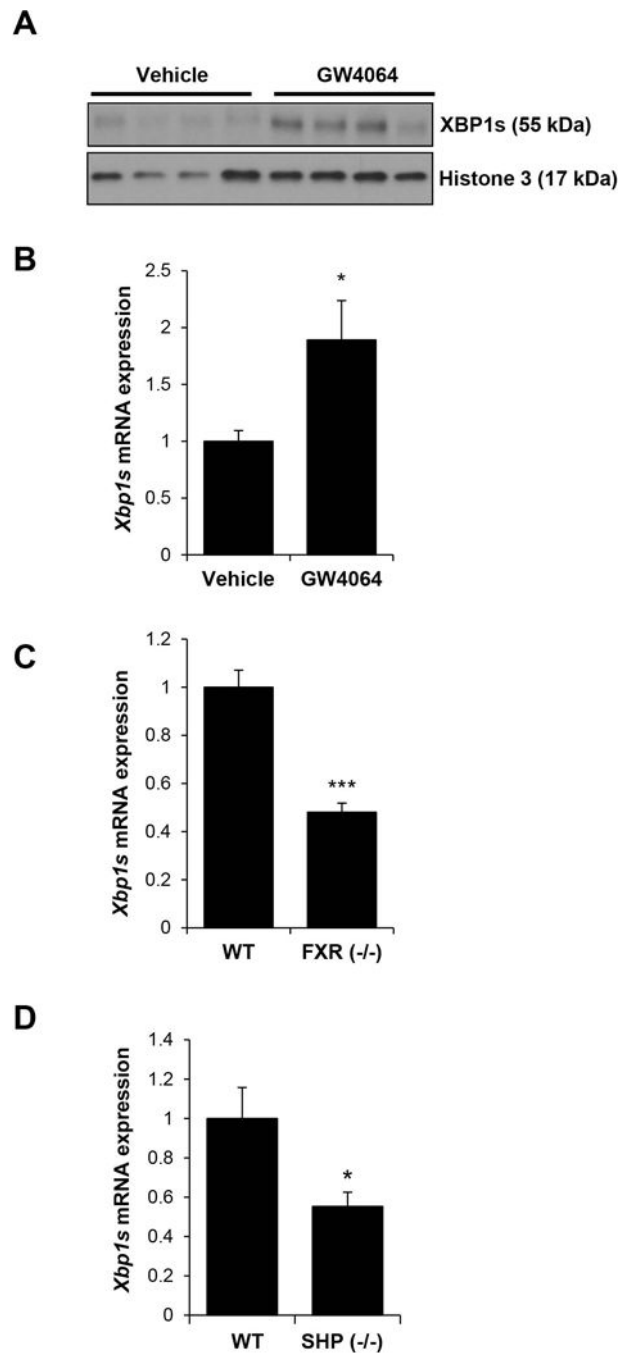 A
Vehicle GW4064
XBP1s (55 kDa)
Histone 3 (17 kDa)
B
Xbp1s mRNA expression
2.5
2
1.5
1
0.5
0
*
Vehicle GW4064
C
Xbp1s mRNA expression
1.2
1
0.8
0.6
0.4
0.2
0
***
WT FXR (-/-)
D
Xbp1s mRNA expression
1.4
1.2
1
0.8
0.6
0.4
0.2
0
*
WT SHP (-/-)